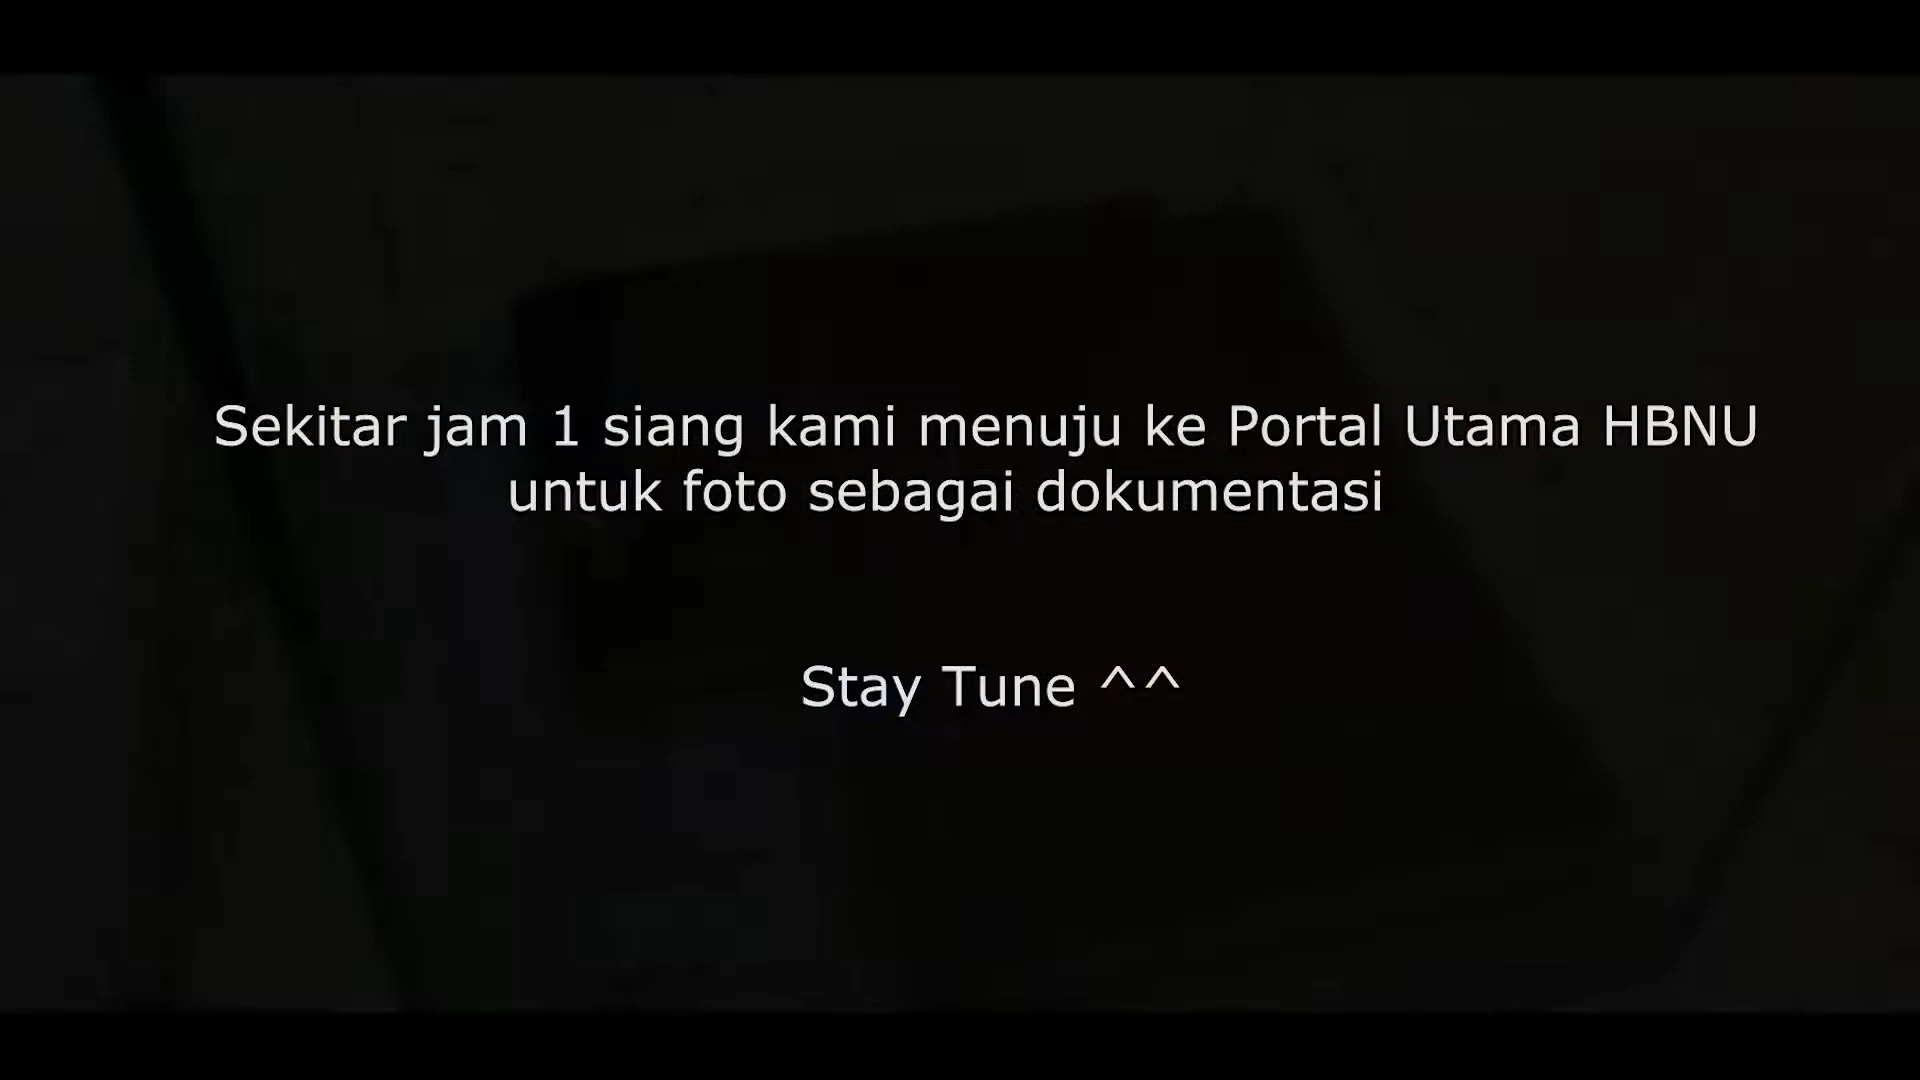 Sekitar jam 1 siang kami menuju ke Portal Utama HBNU
untuk foto sebagai dokumentasi
Stay Tune ^^